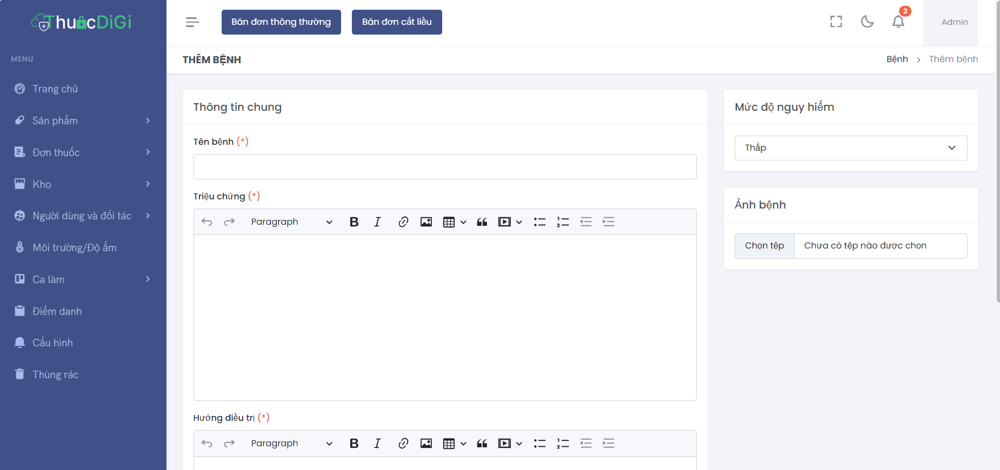 ThuốcDiGi
MENU
Trang chủ
Sản phẩm
Đơn thuốc
Kho
Người dùng và đối tác
Môi trường/Độ ẩm
Ca làm
Điểm danh
Cấu hình
Thùng rác
Bán đơn thông thường
Bán đơn cắt liều
2
Admin
THÊM BỆNH
Bệnh > Thêm bệnh
Thông tin chung
Tên bệnh (*)
Triệu chứng (*)
Paragraph
Hướng điều trị (*)
Paragraph
Mức độ nguy hiểm
Thấp
Ảnh bệnh
Chọn tệp Chưa có tệp nào được chọn